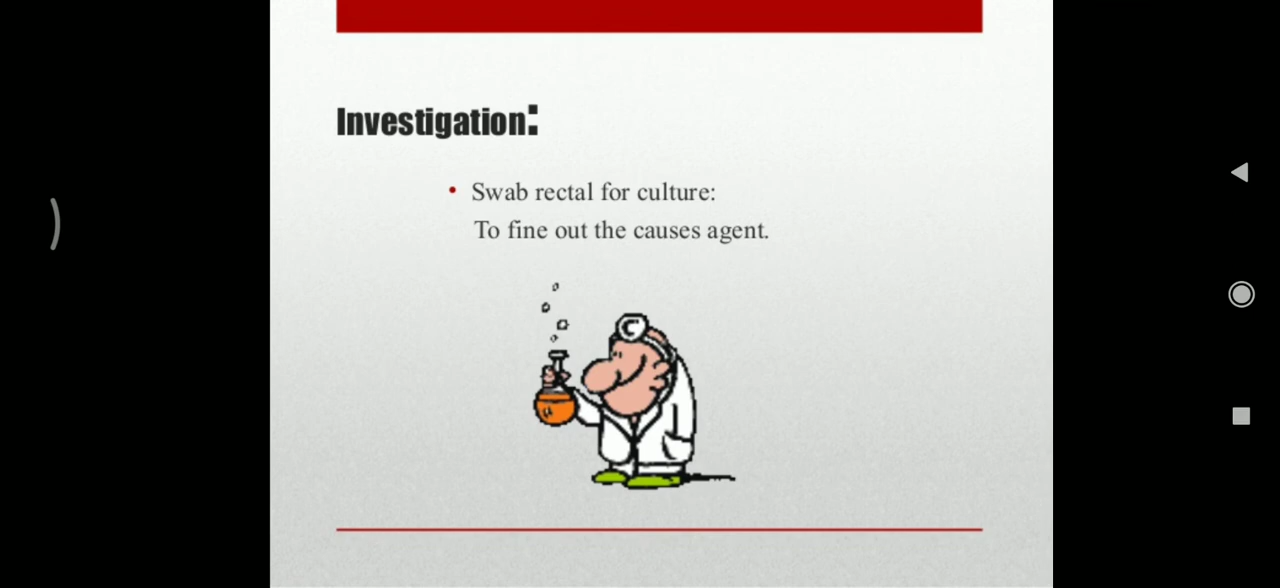 Investigation:
• Swab rectal for culture:
To fine out the causes agent.